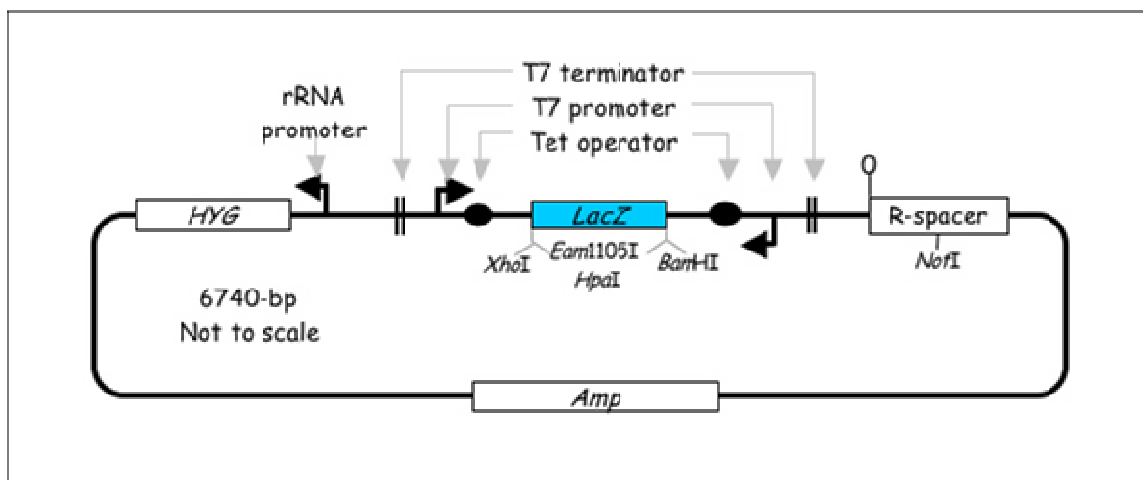 T7 terminator
rRNA
promoter
T7 promoter
Tet operator
O
HYG
LacZ
R-spacer
XhoI
Eam1105I
HpaI
BamHI
NotI
6740-bp
Not to scale
Amp